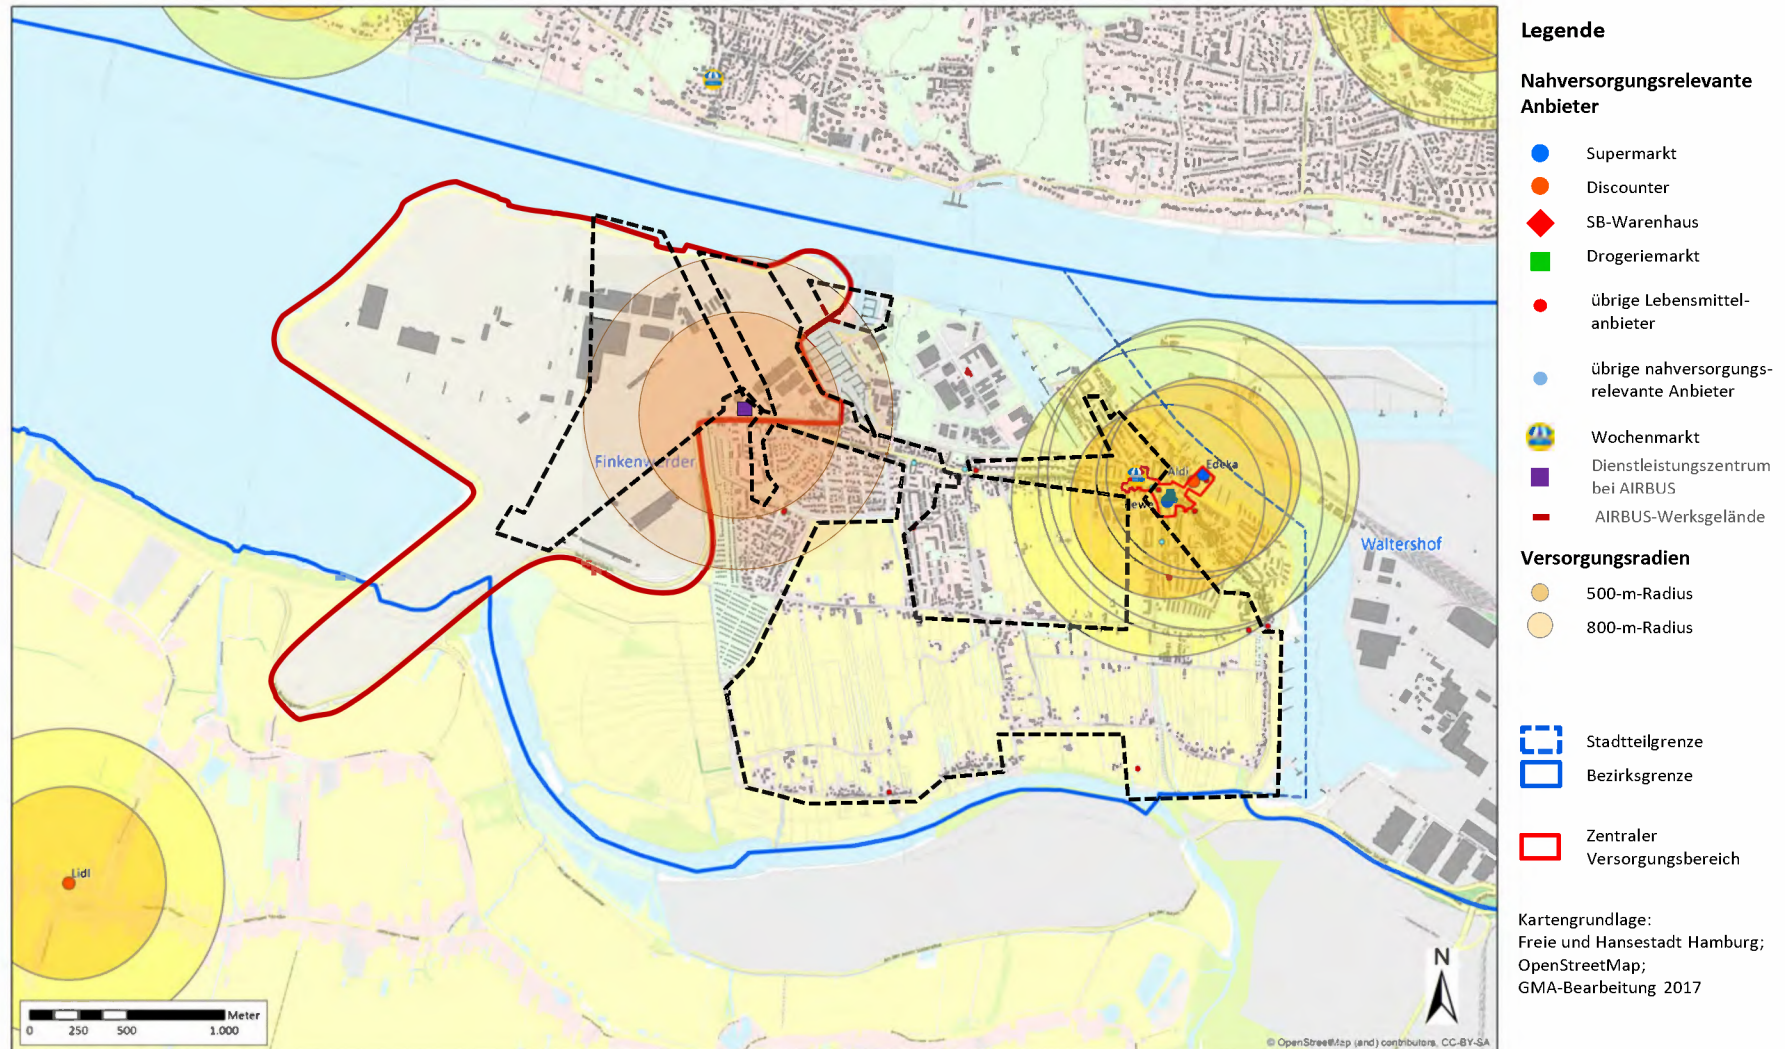 Legende
Nahversorgungsrelevante
Anbieter
Supermarkt
Discounter
SB-Warenhaus
Drogeriemarkt
übrige Lebensmittel-
anbieter
übrige nahversorgungs-
relevante Anbieter
Wochenmarkt
Dienstleistungszentrum
bei AIRBUS
AIRBUS-Werksgelände
Versorgungsradien
500-m-Radius
800-m-Radius
Stadtteilgrenze
Bezirksgrenze
Zentraler
Versorgungsbereich
Kartengrundlage:
Freie und Hansestadt Hamburg;
OpenStreetMap;
GMA-Bearbeitung 2017
Finkenwerder
Aldi
Edeka
Waltershof
Lidl
N
Meter
0 250 500 1.000
© OpenStreetMap (and) contributors, CC-BY-SA